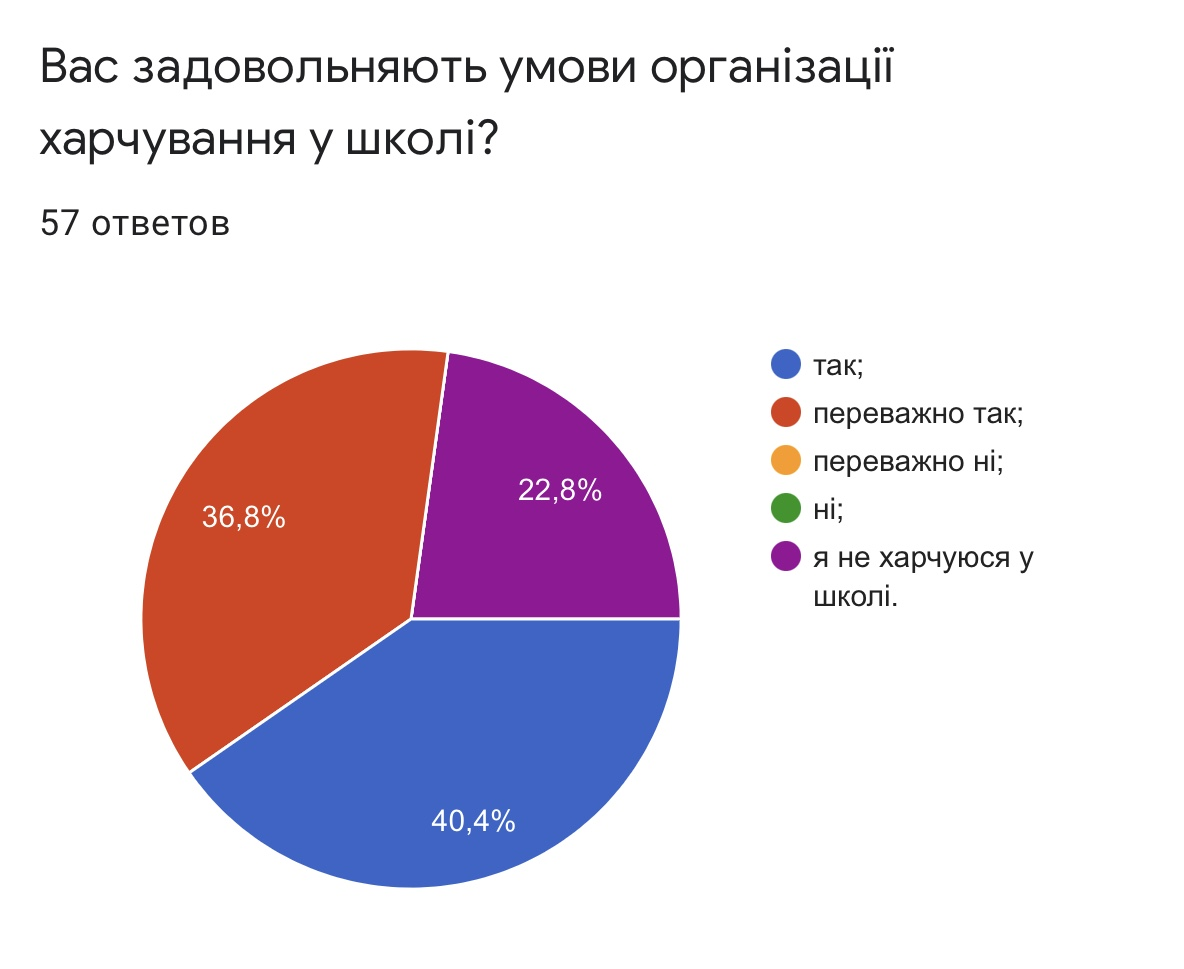 Вас задовольняють умови організації
харчування у школі?
57 ответов
так;
переважно так;
переважно ні;
ні;
я не харчуюся у
школі.
22,8%
36,8%
40,4%